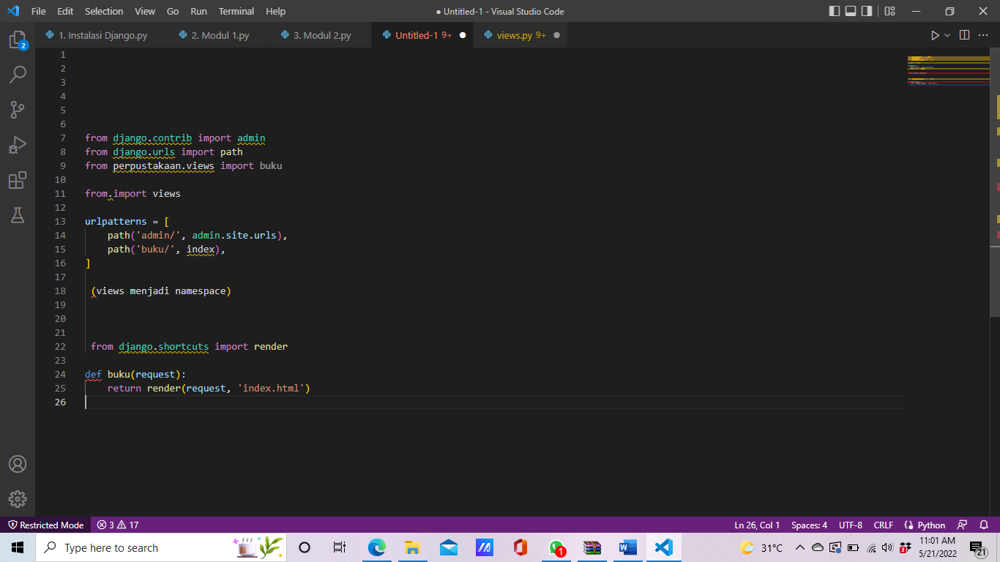 File Edit Selection View Go Run Terminal Help ● Untitled-1 - Visual Studio Code
1. Instalasi Django.py 2. Modul 1.py 3. Modul 2.py Untitled-1 9+ views.py 9+
2
1
2
3
4
5
6
7 from django.contrib import admin
8 from django.urls import path
9 from perpustakaan.views import buku
10
11 from.import views
12
13 urlpatterns = [
14 path('admin/', admin.site.urls),
15 path('buku/', index),
16 ]
17
18 (views menjadi namespace)
19
20
21
22 from django.shortcuts import render
23
24 def buku(request):
25 return render(request, 'index.html')
26
Restricted Mode 3 17 Ln 26, Col 1 Spaces: 4 UTF-8 CRLF Python
Type here to search 1 31°C 3 11:01 AM
5/21/2022 21